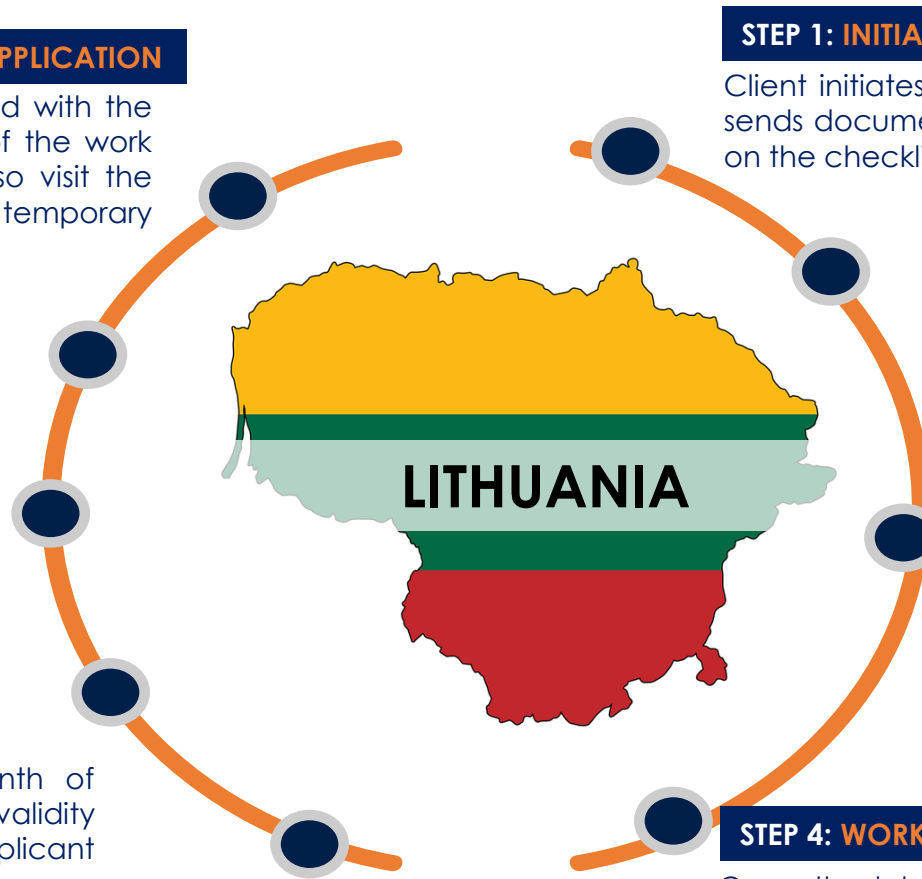 PPLICATION
d with the
f the work
so visit the
temporary
STEP 1: INITIA
Client initiates
sends docume
on the checkli
LITHUANIA
nth of
validity
plicant
STEP 4: WORK